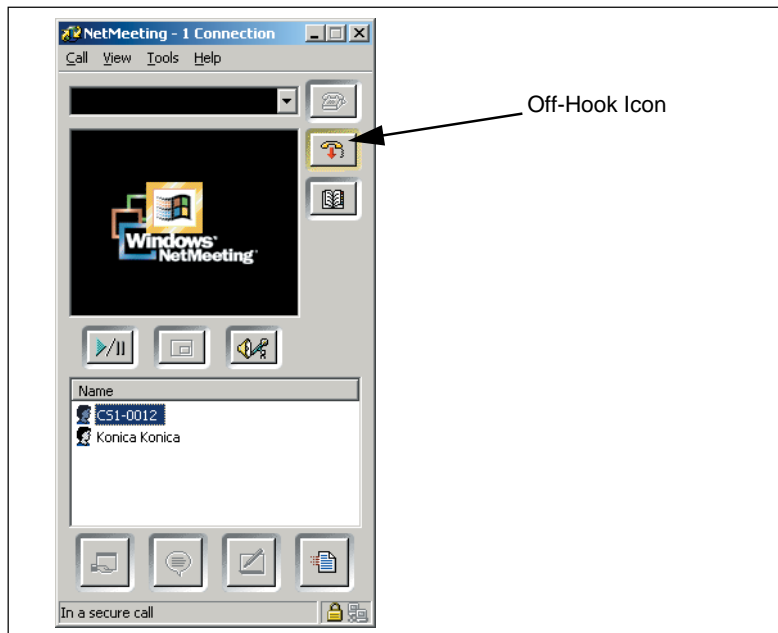 NetMeeting - 1 Connection
Call View Tools Help
Off-Hook Icon
Windows
NetMeeting
Name
CS1-0012
Konica Konica
In a secure call